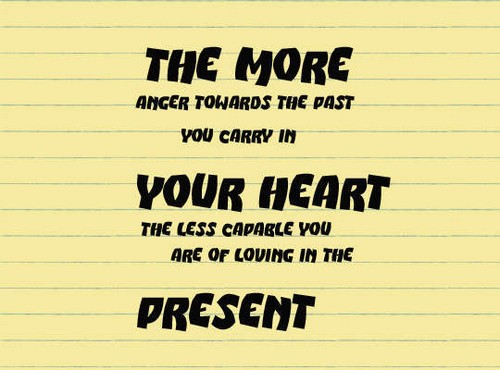 THE MORE
ANGER TOWARDS THE PAST
YOU CARRY IN
YOUR HEART
THE LESS CAPABLE YOU
ARE OF LOVING IN THE
PRESENT